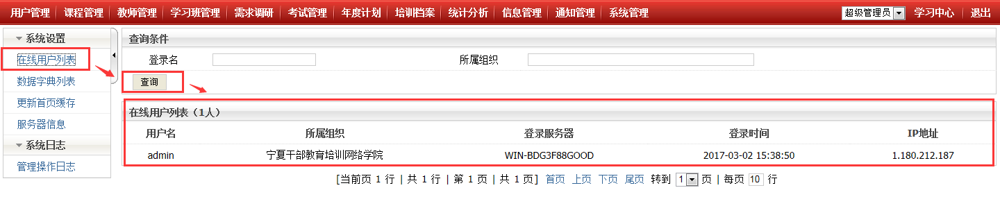 用户管理 课程管理 教师管理 学习班管理 需求调研 考试管理 年度计划 培训档案 统计分析 信息管理 通知管理 系统管理 超级管理员 学习中心 退出
系统设置
在线用户列表
数据字典列表
更新首页缓存
服务器信息
系统日志
管理操作日志
查询条件
登录名 所属组织
查询
在线用户列表（1人）
用户名 所属组织 登录服务器 登录时间 IP地址
admin 宁夏干部教育培训网络学院 WIN-BDG3F88GOOD 2017-03-02 15:38:50 1.180.212.187
[当前页 1 行 | 共 1 行 | 第 1 页 | 共 1 页] 首页 上页 下页 尾页 转到 1 页 | 每页 10 行